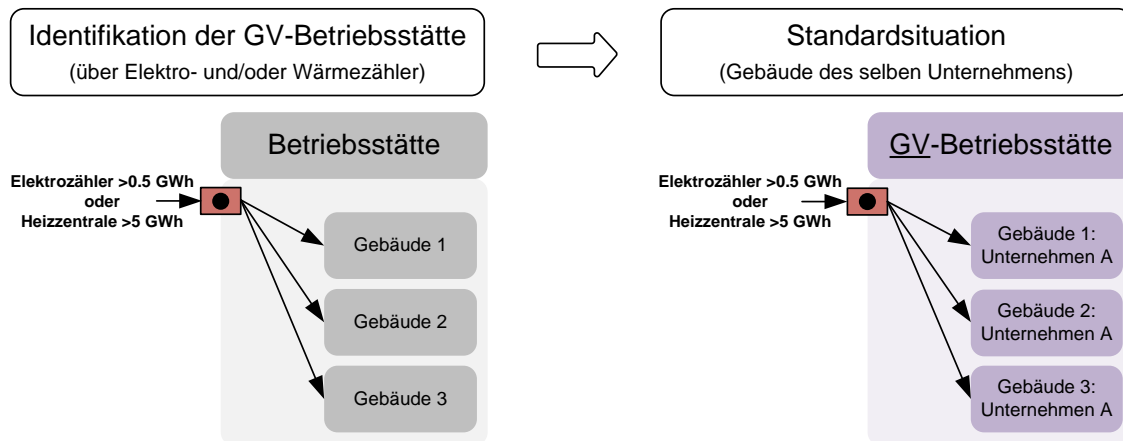 Identifikation der GV-Betriebsstätte
(über Elektro- und/oder Wärmezähler)
Betriebsstätte
Elektrozähler >0.5 GWh
oder
Heizzentrale >5 GWh
Gebäude 1
Gebäude 2
Gebäude 3
Standardsituation
(Gebäude des selben Unternehmens)
GV-Betriebsstätte
Elektrozähler >0.5 GWh
oder
Heizzentrale >5 GWh
Gebäude 1:
Unternehmen A
Gebäude 2:
Unternehmen A
Gebäude 3:
Unternehmen A